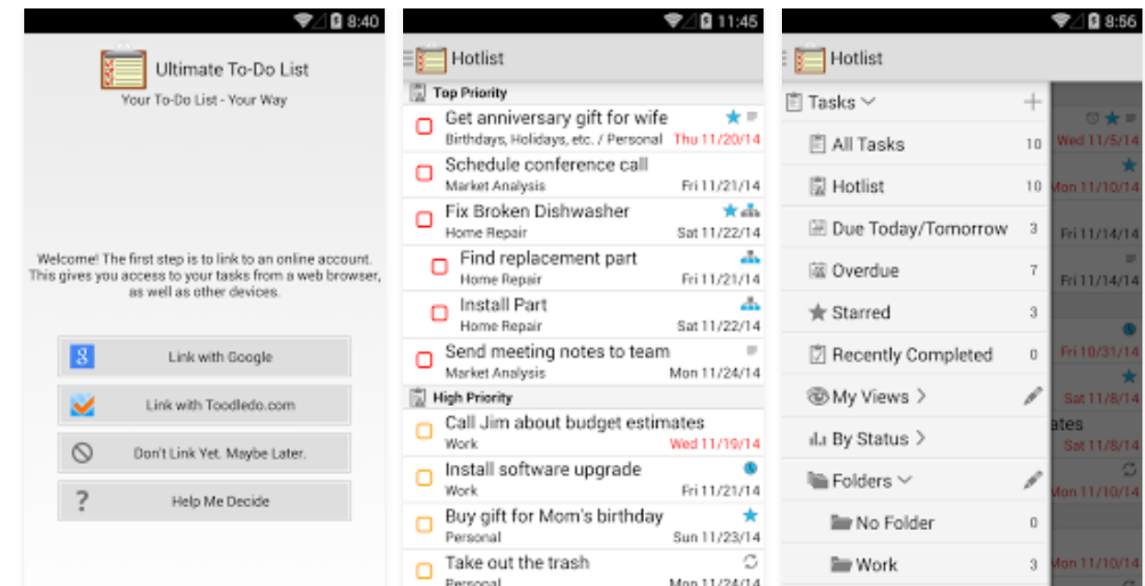 8:40
Ultimate To-Do List
Your To-Do List - Your Way
Welcome! The first step is to link to an online account.
This gives you access to your tasks from a web browser,
as well as other devices.
Link with Google
Link with Toodledo.com
Don't Link Yet. Maybe Later.
? Help Me Decide
11:45
Hotlist
Top Priority
Get anniversary gift for wife
Birthdays, Holidays, etc. / Personal Thu 11/20/14
Schedule conference call
Market Analysis Fri 11/21/14
Fix Broken Dishwasher
Home Repair Sat 11/22/14
Find replacement part
Home Repair Fri 11/21/14
Install Part
Home Repair Sat 11/22/14
Send meeting notes to team
Market Analysis Mon 11/24/14
High Priority
Call Jim about budget estimates
Work Wed 11/19/14
Install software upgrade
Work Fri 11/21/14
Buy gift for Mom's birthday
Personal Sun 11/23/14
Take out the trash
Personal Mon 11/24/14
8:56
Hotlist
Tasks
All Tasks 10
Hotlist 10
Due Today/Tomorrow 3
Overdue 7
Starred 3
Recently Completed 0
My Views
By Status
Folders
No Folder 0
Work 3
Wed 11/5/14
Mon 11/10/14
Fri 11/14/14
Fri 11/14/14
Fri 10/31/14
Sat 11/8/14
ates
Sat 11/8/14
Mon 11/10/14
Mon 11/10/14